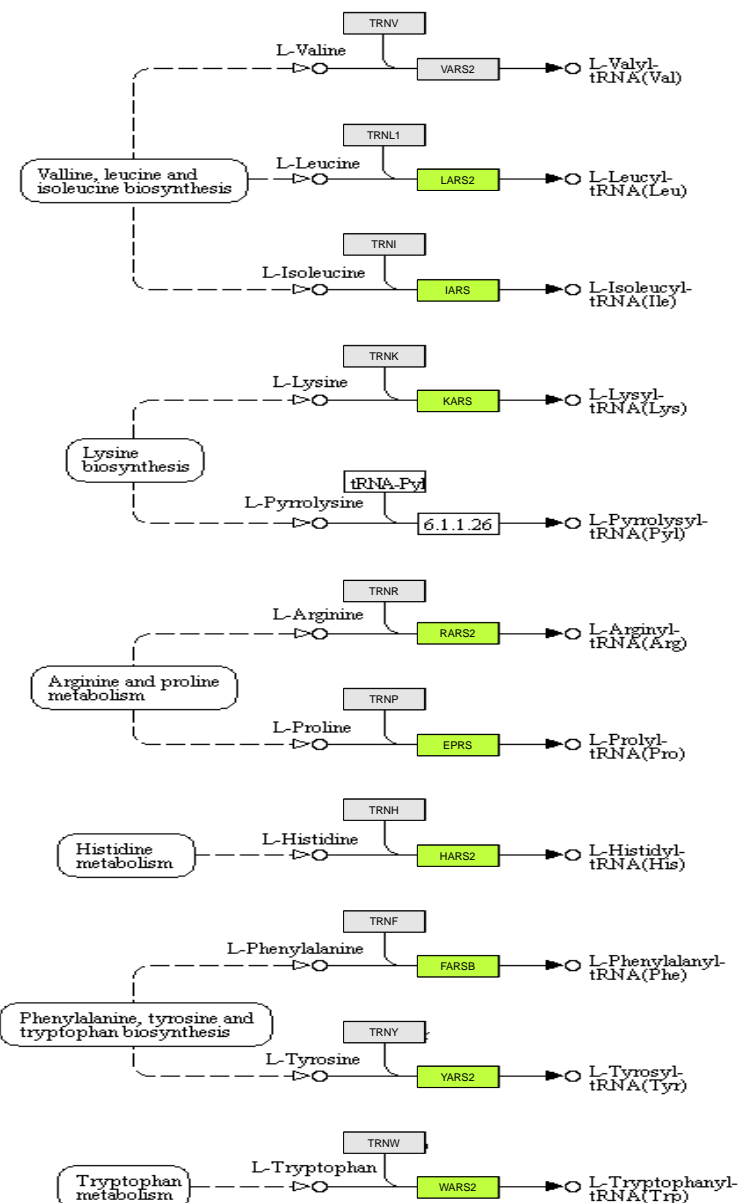 TRNV
L-Valine
VARS2
L-Valyl-
tRNA(Val)
TRNL1
Valline, leucine and
isoleucine biosynthesis
L-Leucine
LARS2
L-Leucyl-
tRNA(Leu)
TRNI
L-Isoleucine
IARS
L-Isoleucyl-
tRNA(Ile)
TRNK
L-Lysine
KARS
L-Lysyl-
tRNA(Lys)
Lysine
biosynthesis
tRNA-Pyl
L-Pyrrolysine
6.1.1.26
L-Pyrrolysyl-
tRNA(Pyl)
TRNR
L-Arginine
RARS2
L-Arginyl-
tRNA(Arg)
Arginine and proline
metabolism
TRNP
L-Proline
EPRS
L-Prolyl-
tRNA(Pro)
TRNH
Histidine
metabolism
L-Histidine
HARS2
L-Histidyl-
tRNA(His)
TRNF
L-Phenylalanine
FARSB
L-Phenylalanyl-
tRNA(Phe)
Phenylalanine, tyrosine and
tryptophan biosynthesis
TRNY
L-Tyrosine
YARS2
L-Tyrosyl-
tRNA(Tyr)
TRNW
Tryptophan
metabolism
L-Tryptophan
WARS2
L-Tryptophanyl-
tRNA(Trp)